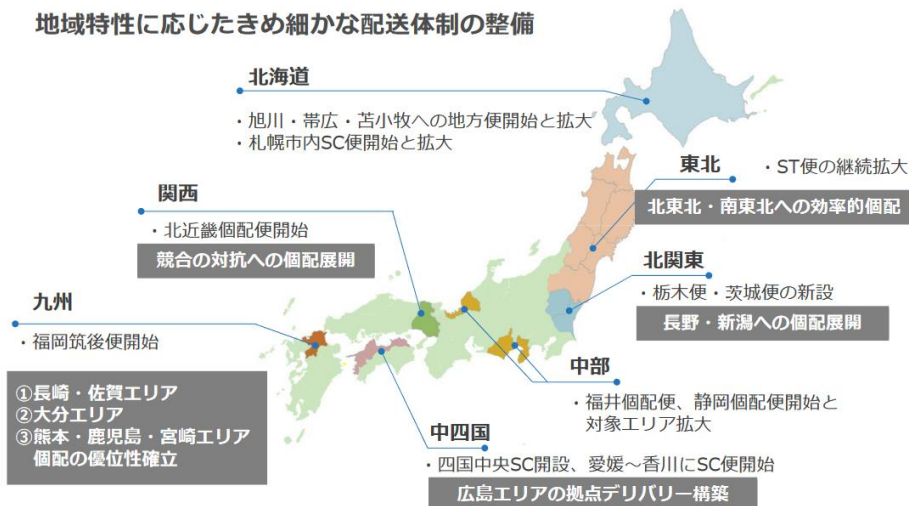 地域特性に応じたきめ細かな配送体制の整備
北海道
・旭川・帯広・苫小牧への地方便開始と拡大
・札幌市内SC便開始と拡大
東北
・ST便の継続拡大
北東北・南東北への効率的個配
関西
・北近畿個配便開始
競合の対抗への個配展開
北関東
・栃木便・茨城便の新設
長野・新潟への個配展開
九州
・福岡筑後便開始
①長崎・佐賀エリア
②大分エリア
③熊本・鹿児島・宮崎エリア
個配の優位性確立
中部
・福井個配便、静岡個配便開始と
対象エリア拡大
中四国
・四国中央SC開設、愛媛～香川にSC便開始
広島エリアの拠点デリバリー構築